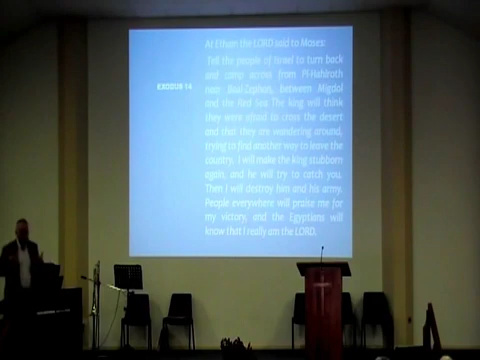 At Etham the LORD said to Moses:
EXODUS 14
Tell the people of Israel to turn back
and camp across from Pi-Hahiroth
near Baal-Zephon, between Migdol
and the Red Sea. The king will think
they were afraid to cross the desert
and that they are wandering around,
trying to find another way to leave the
country. I will make the king stubborn
again, and he will try to catch you.
Then I will destroy him and his army.
People everywhere will praise me for
my victory, and the Egyptians will
know that I really am the LORD.